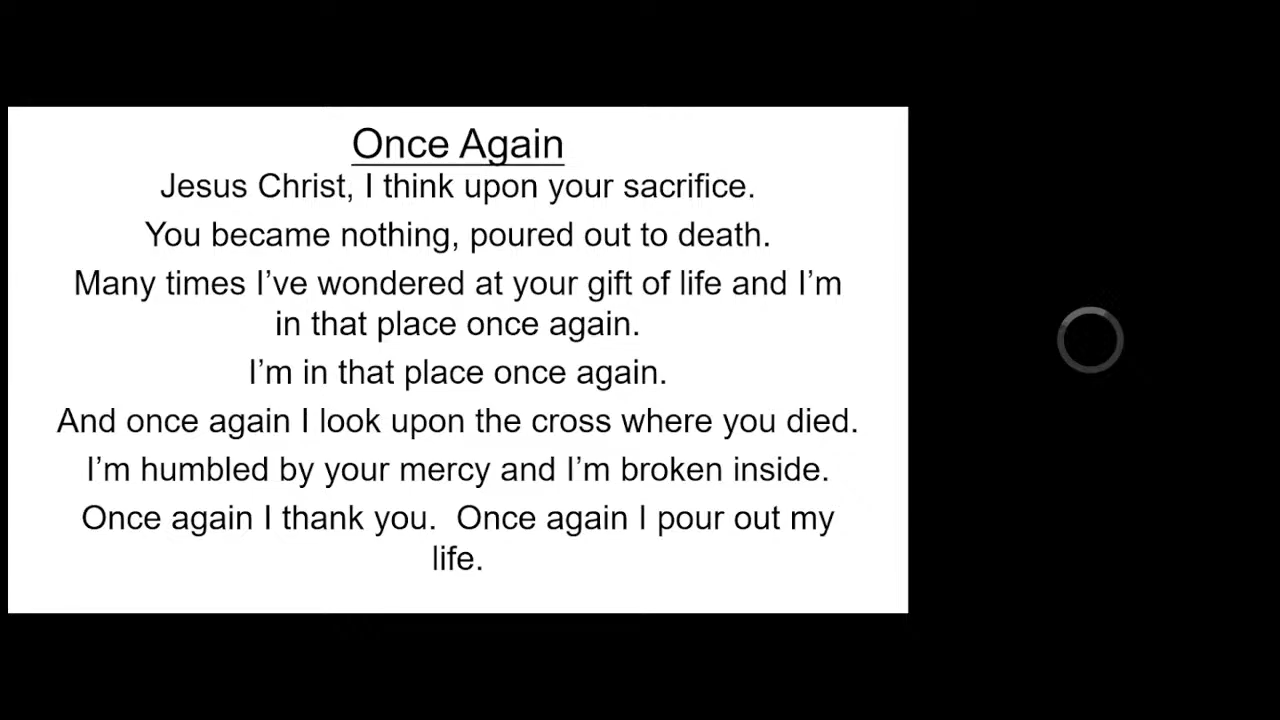 Once Again
Jesus Christ, I think upon your sacrifice.
You became nothing, poured out to death.
Many times I’ve wondered at your gift of life and I’m
in that place once again.
I’m in that place once again.
And once again I look upon the cross where you died.
I’m humbled by your mercy and I’m broken inside.
Once again I thank you.  Once again I pour out my
life.